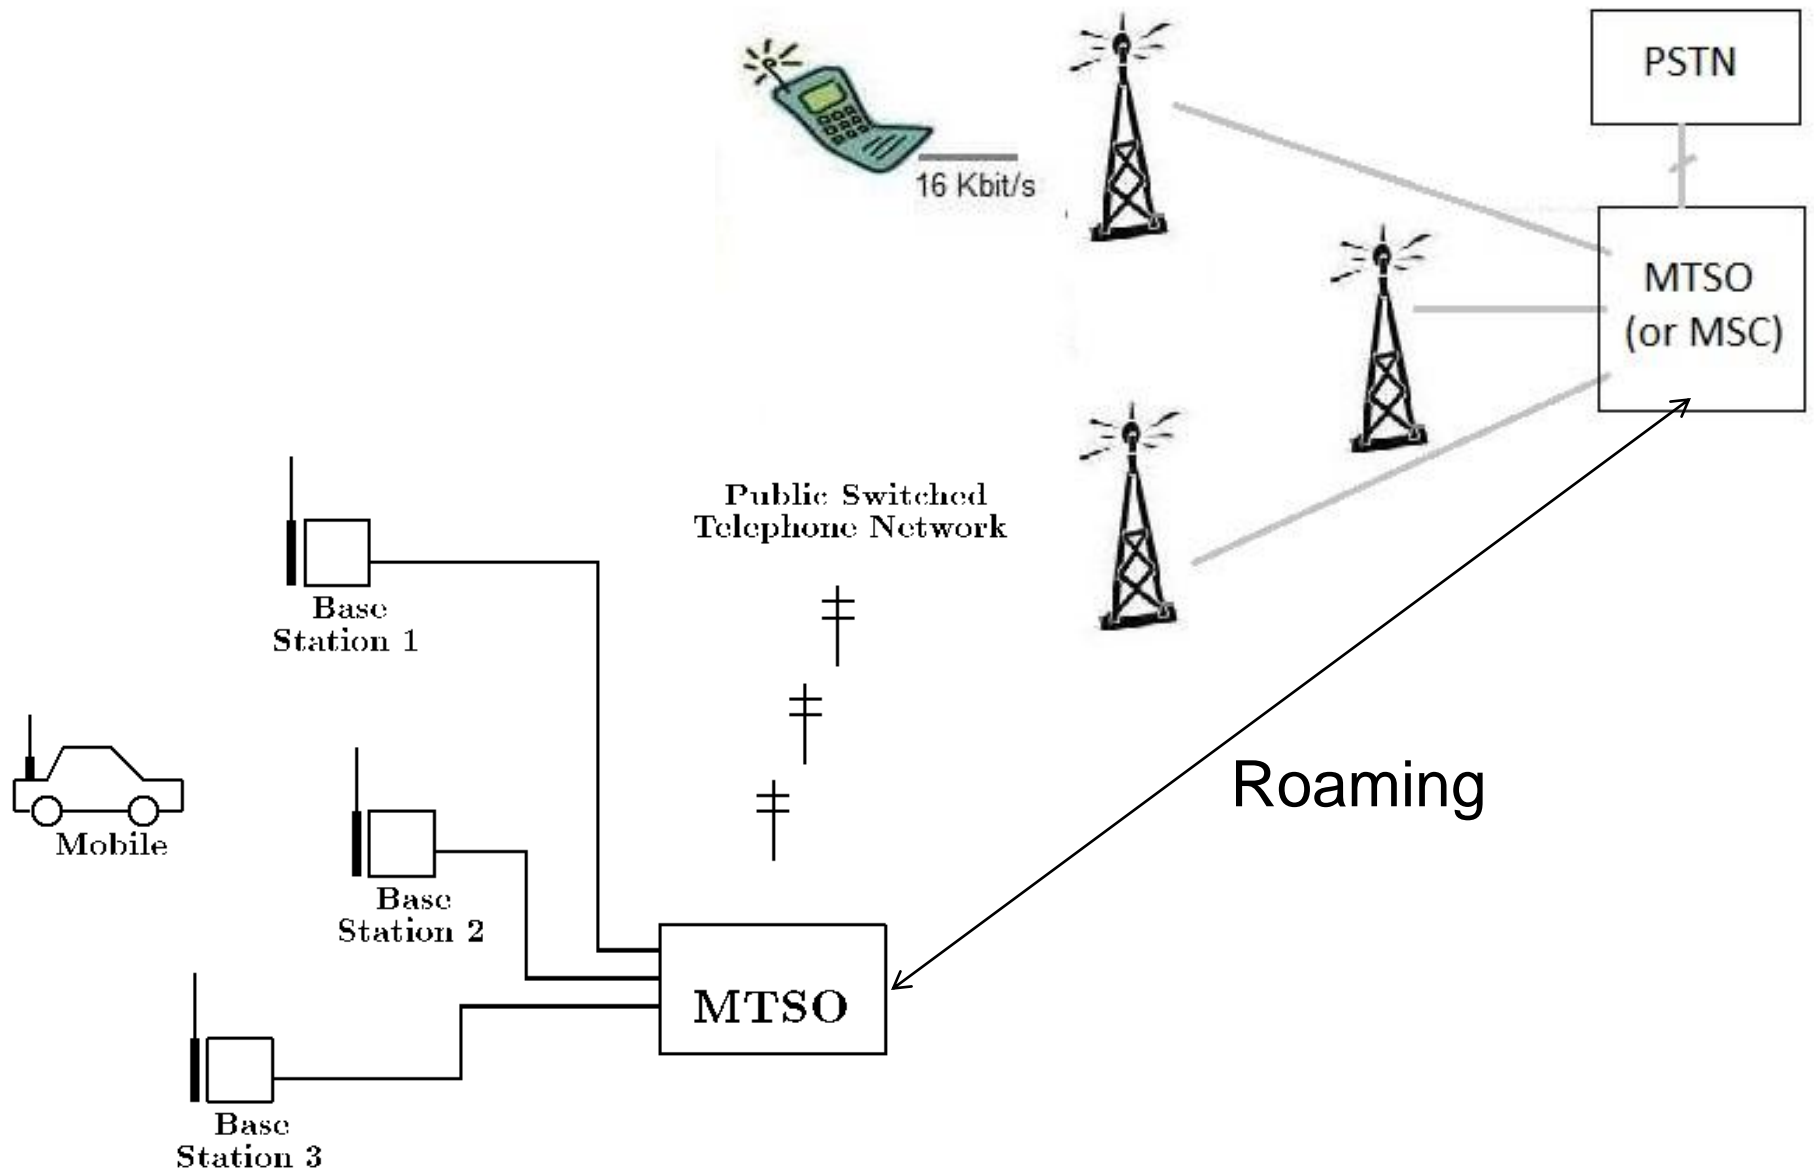 PSTN
16 Kbit/s
MTSO
(or MSC)
Public Switched
Telephone Network
Base
Station 1
Roaming
Mobile
Base
Station 2
MTSO
Base
Station 3